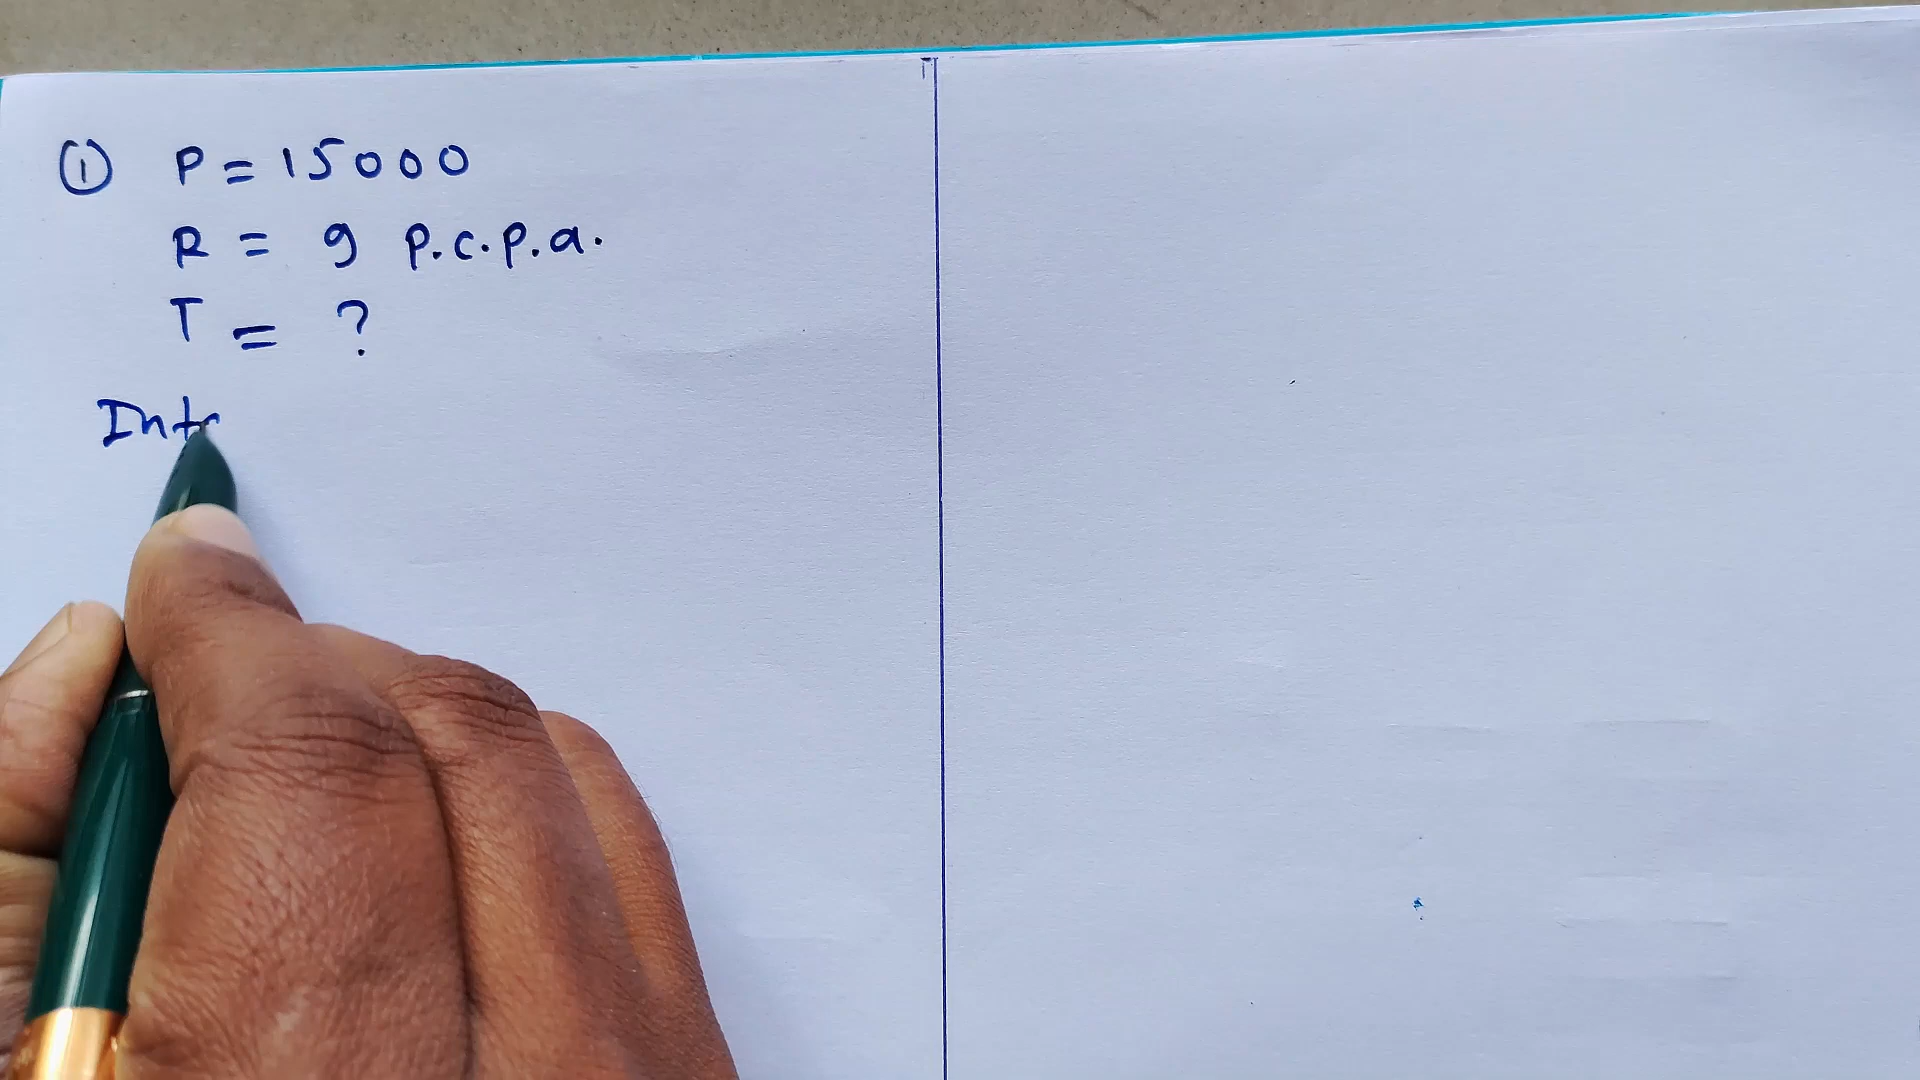 ① P = 15000
R = 9 p.c.p.a.
T = ?
Int